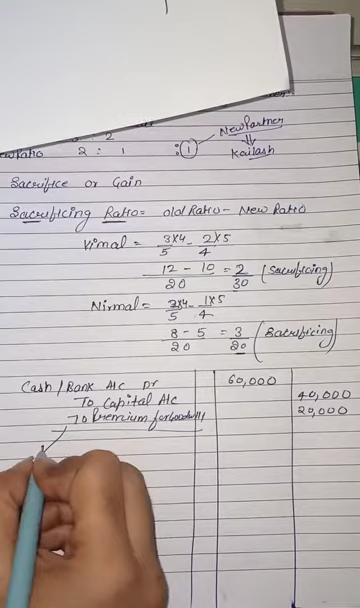 : 2
Ratio 2 : 1 : 1 New Partner
Kailash
Sacrifice or Gain
Sacrificing Ratio = Old Ratio - New Ratio
Vimal = 3x4/5 - 2x5/4
12 - 10/20 = 2/30 (Sacrificing)
Nirmal = 2x4/5 - 1x5/4
8 - 5/20 = 3/20 (Sacrificing)
Cash / Bank A/c Dr 60,000
To Capital A/c 40,000
To Premium for Goodwill 20,000